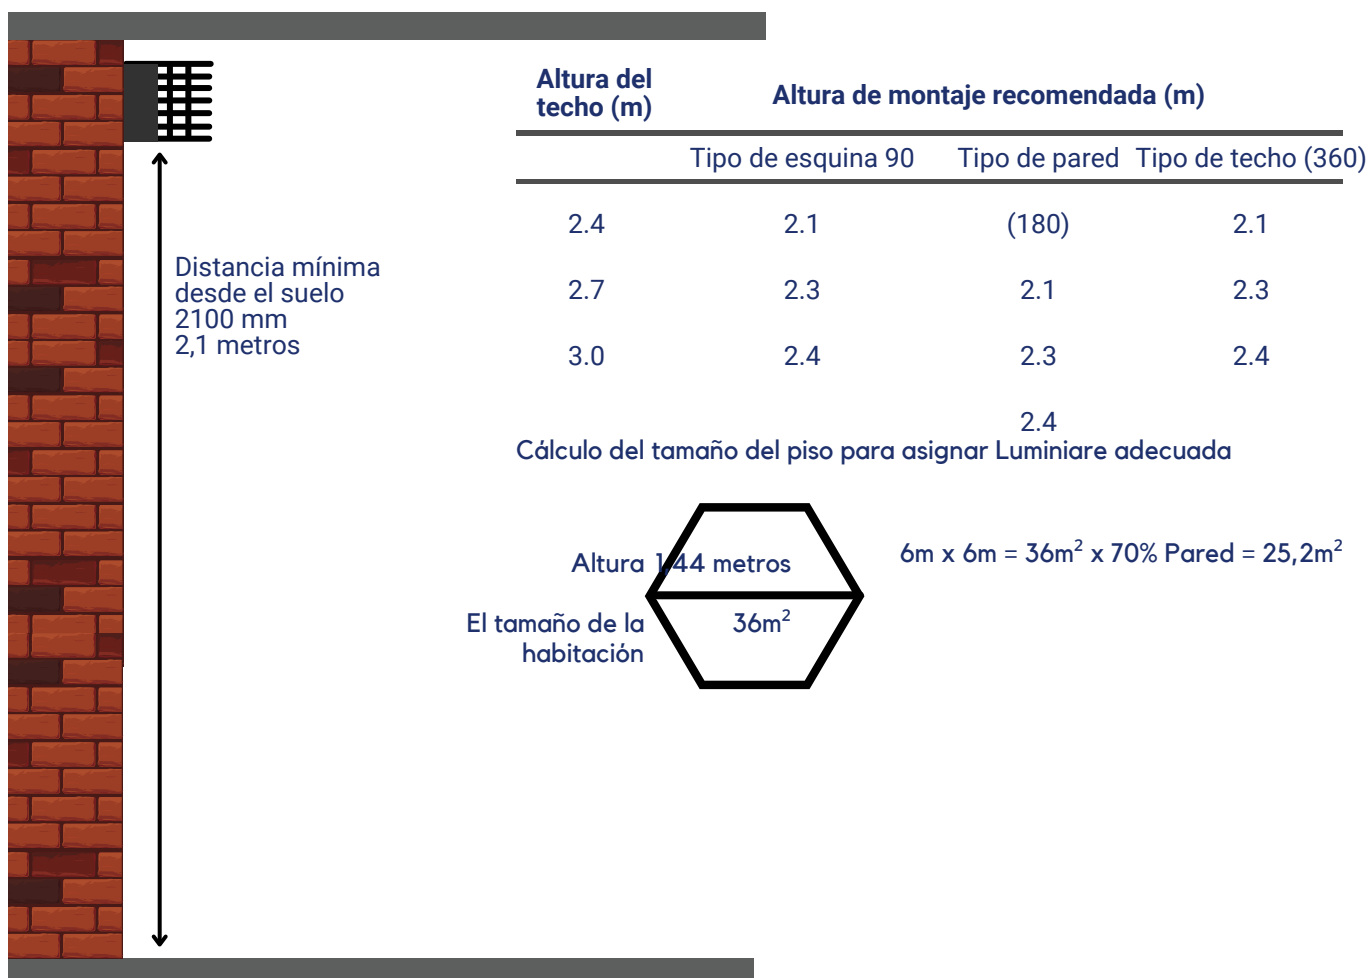 Altura del
techo (m)
Altura de montaje recomendada (m)
Tipo de esquina 90 Tipo de pared Tipo de techo (360)
2.4 2.1 (180) 2.1
2.7 2.3 2.1 2.3
3.0 2.4 2.3 2.4
2.4
Distancia mínima
desde el suelo
2100 mm
2,1 metros
Cálculo del tamaño del piso para asignar Luminiare adecuada
Altura 1,44 metros
6m x 6m = 36m² x 70% Pared = 25,2m²
El tamaño de la
habitación
36m²